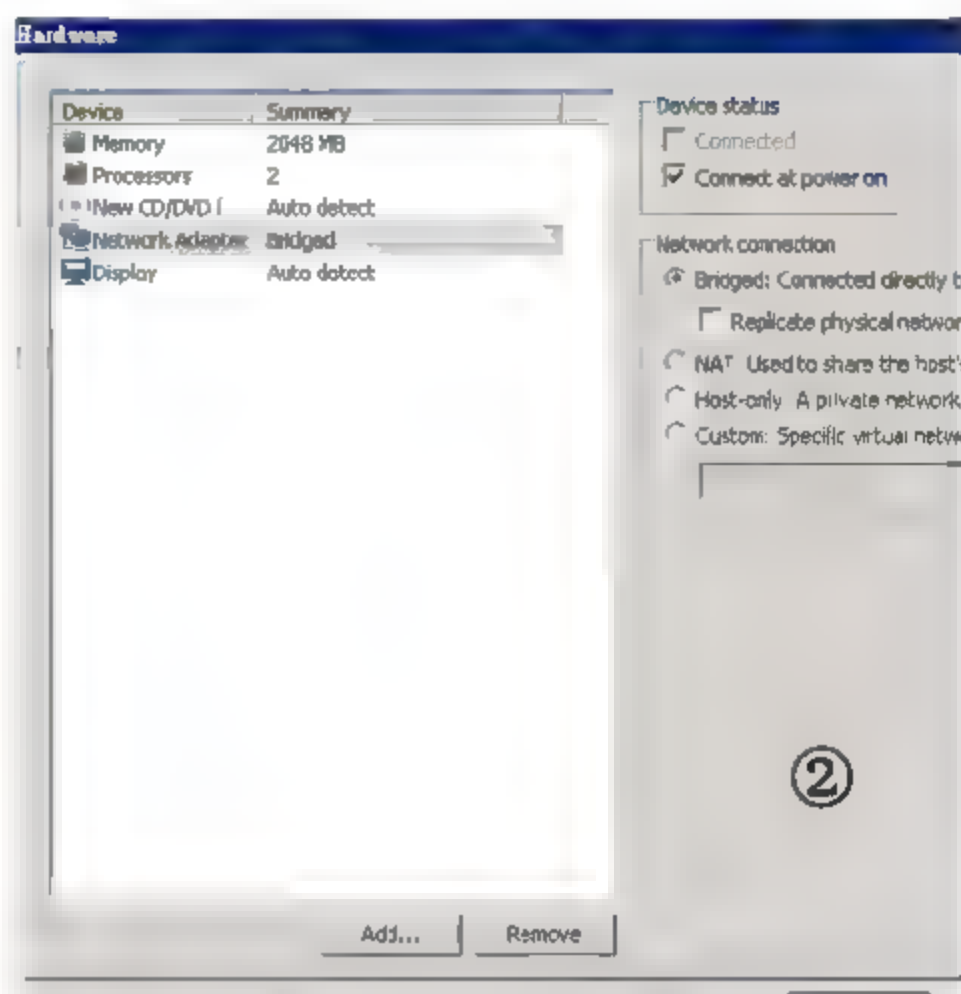 Hardware
Device Summary
Memory 2048 MB
Processors 2
New CD/DVD ( Auto detect
Network Adapter Bridged
Display Auto detect
Device status
Connected
Connect at power on
Network connection
Bridged: Connected directly t
Replicate physical networ
NAT: Used to share the host'
Host-only: A private network
Custom: Specific virtual netw
②
Add... Remove